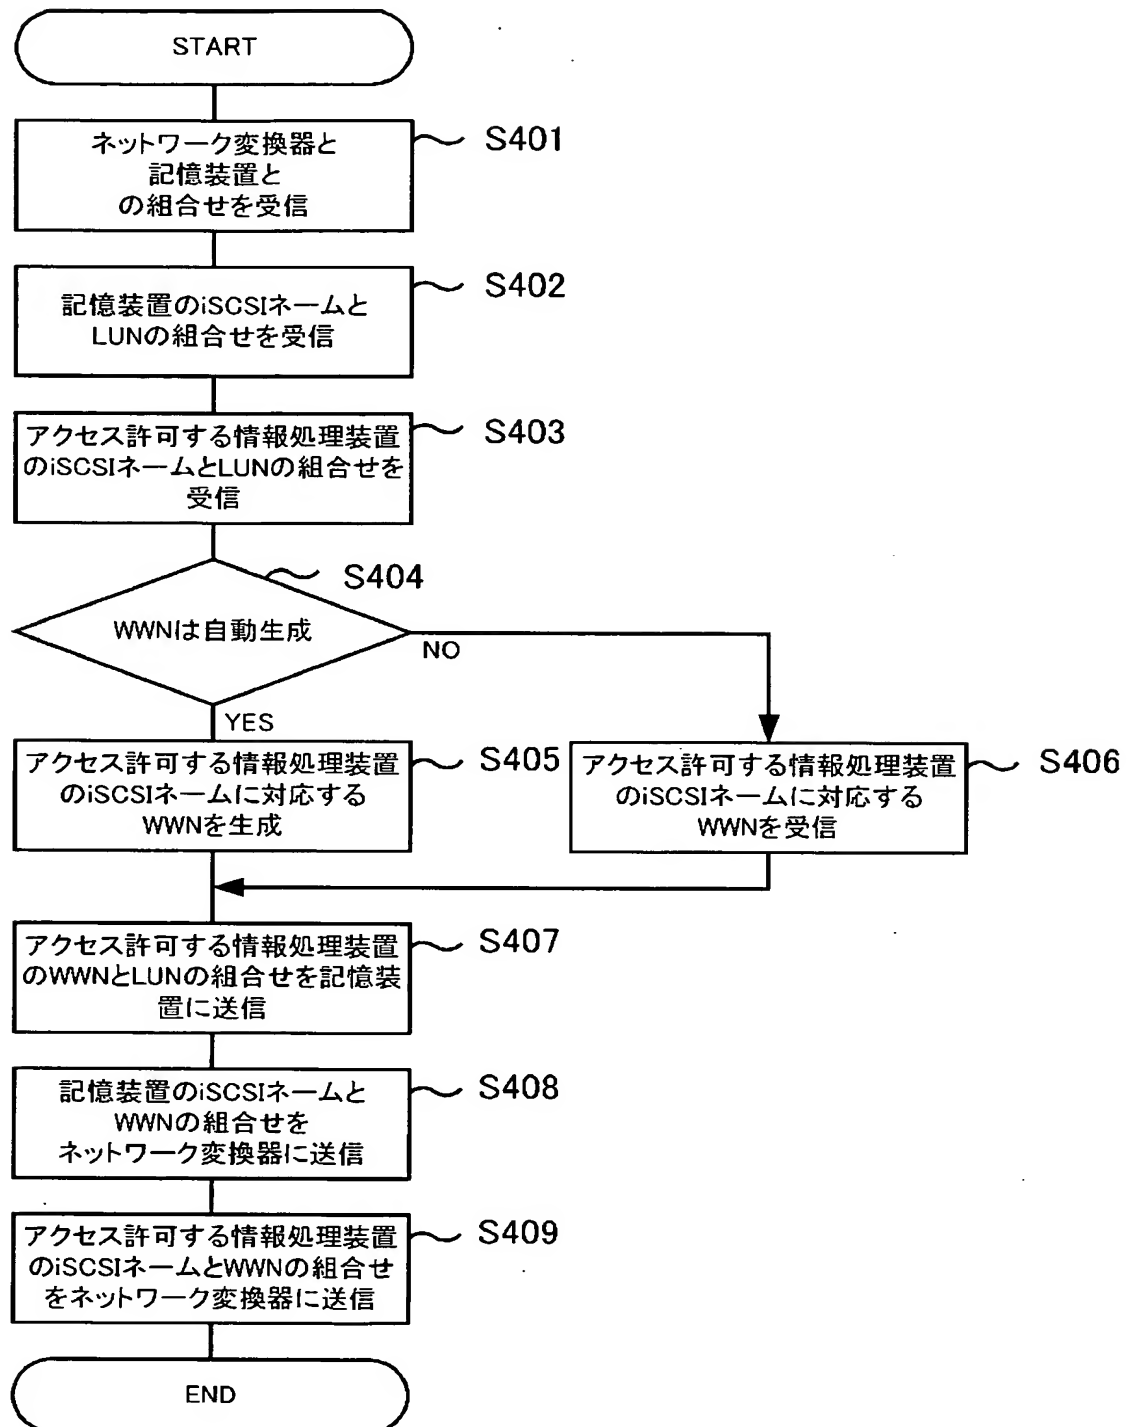 START
ネットワーク変換器と
記憶装置と
の組合せを受信
S401
記憶装置のiSCSIネームと
LUNの組合せを受信
S402
アクセス許可する情報処理装置
のiSCSIネームとLUNの組合せを
受信
S403
WWNは自動生成
S404
NO
YES
アクセス許可する情報処理装置
のiSCSIネームに対応する
WWNを生成
S405
アクセス許可する情報処理装置
のiSCSIネームに対応する
WWNを受信
S406
アクセス許可する情報処理装置
のWWNとLUNの組合せを記憶装
置に送信
S407
記憶装置のiSCSIネームと
WWNの組合せを
ネットワーク変換器に送信
S408
アクセス許可する情報処理装置
のiSCSIネームとWWNの組合せ
をネットワーク変換器に送信
S409
END